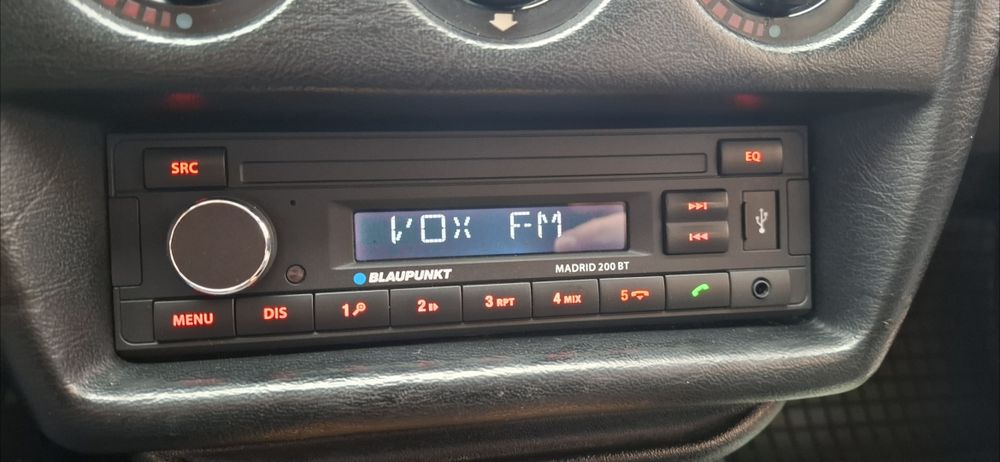 SRC
EQ
VOX FM
BLAUPUNKT
MADRID 200 BT
MENU
DIS
1
2
3 RPT
4 MIX
5